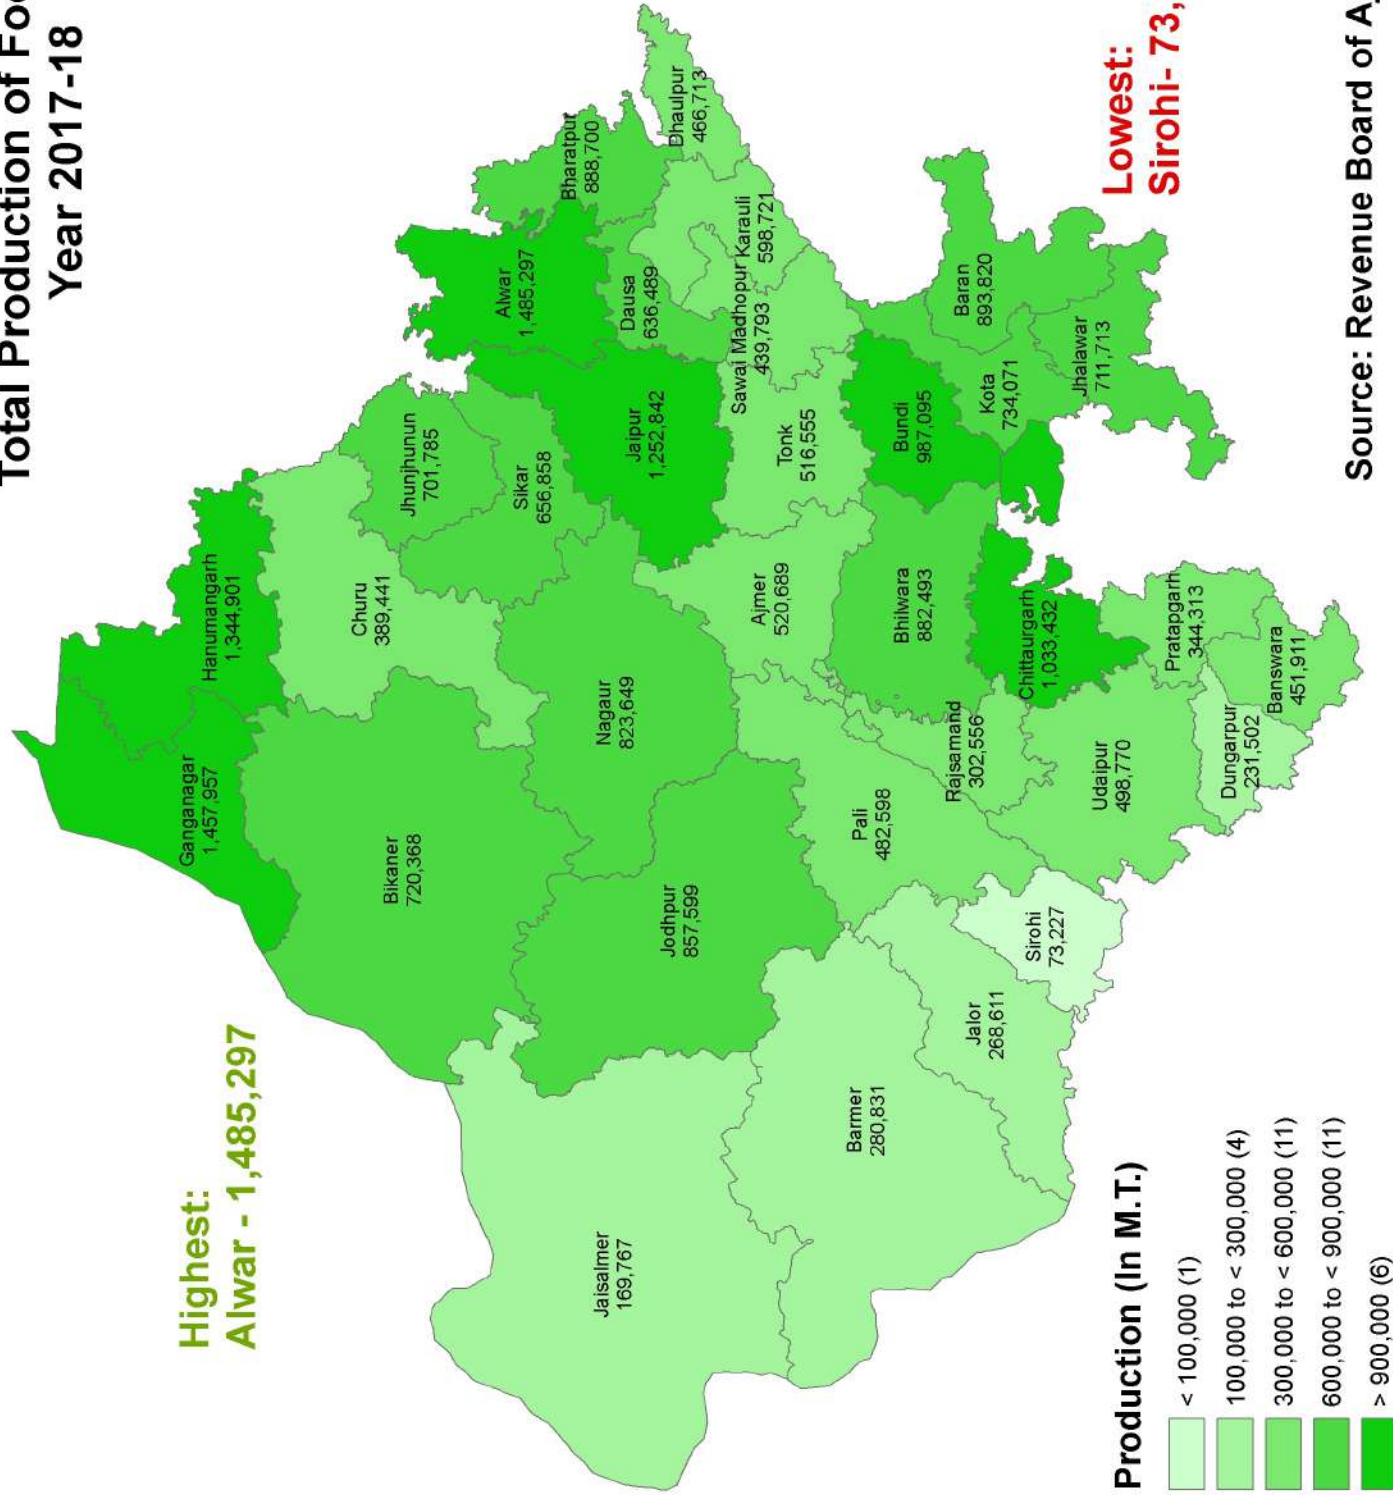 Total Production of
Year 2017-18
Highest:
Alwar - 1,485,297
Ganganagar
1,457,957
Hanumangarh
1,344,901
Bikaner
720,368
Churu
389,441
Jhunjhunun
701,785
Sikar
656,858
Alwar
1,485,297
Bharatpur
888,700
Dhaulpur
466,713
Dausa
636,489
Jaipur
1,252,842
Karauli
598,721
Sawai Madhopur
439,793
Tonk
516,555
Ajmer
520,689
Nagaur
823,649
Jodhpur
857,599
Jaisalmer
169,767
Barmer
280,831
Jalor
268,611
Sirohi
73,227
Pali
482,598
Rajsamand
302,556
Bhilwara
882,493
Bundi
987,095
Kota
734,071
Baran
893,820
Jhalawar
711,713
Chittaurgarh
1,033,432
Udaipur
498,770
Pratapgarh
344,313
Dungarpur
231,502
Banswara
451,911
Lowest:
Sirohi- 73,
Production (In M.T.)
< 100,000 (1)
100,000 to < 300,000 (4)
300,000 to < 600,000 (11)
600,000 to < 900,000 (11)
> 900,000 (6)
Source: Revenue Board of